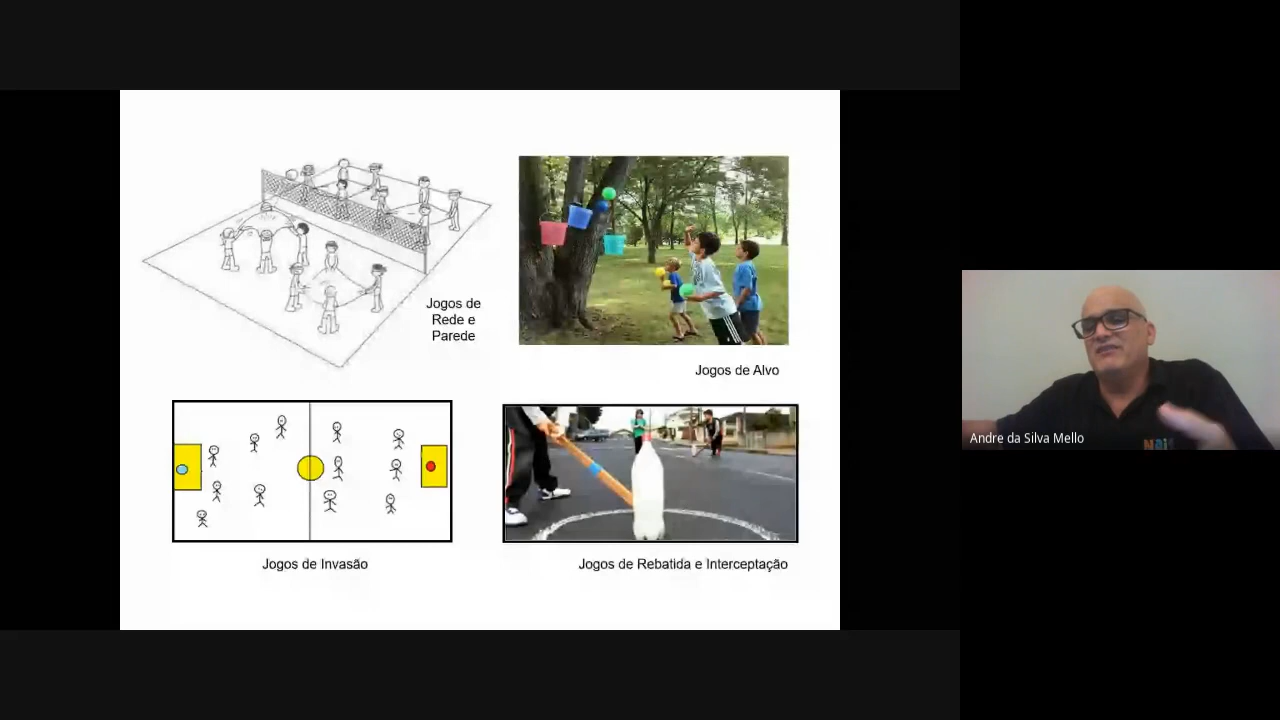 Jogos de
Rede e
Parede
Jogos de Alvo
Jogos de Invasão
Jogos de Rebatida e Interceptação
Andre da Silva Mello